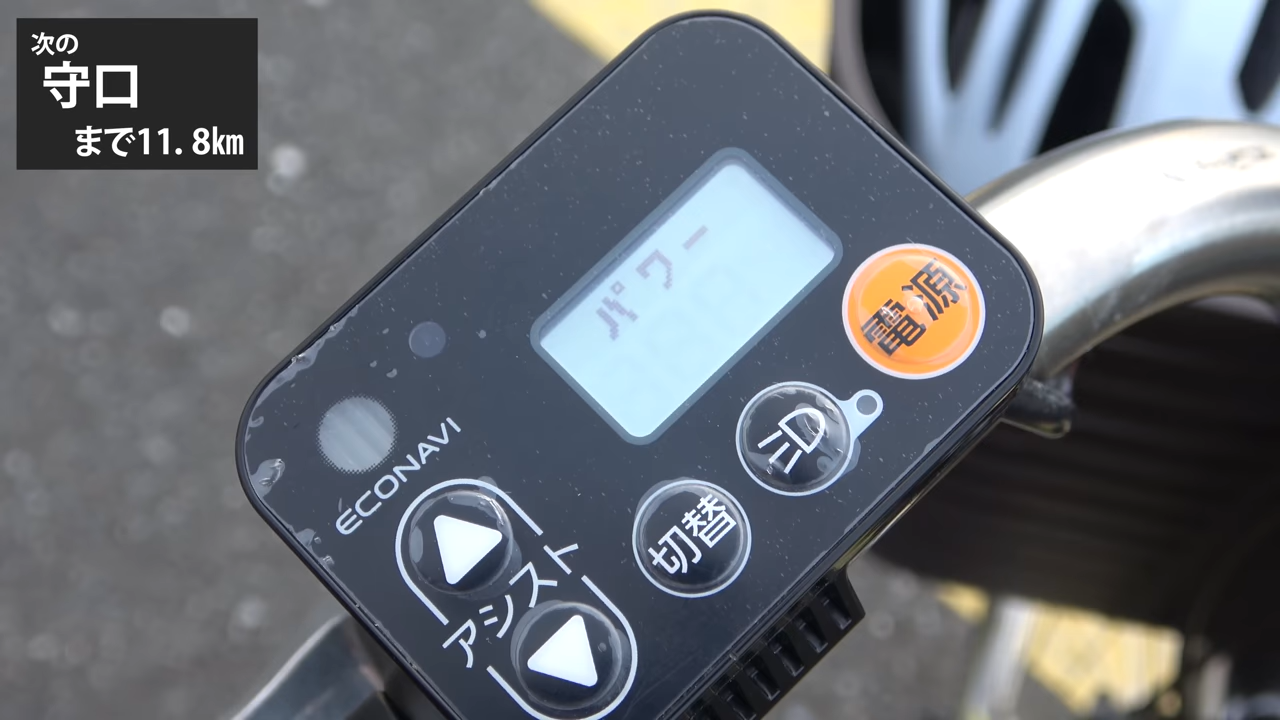 次の
守口
まで11.8㎞
パワー
電源
切替
ECONAVI
アシスト